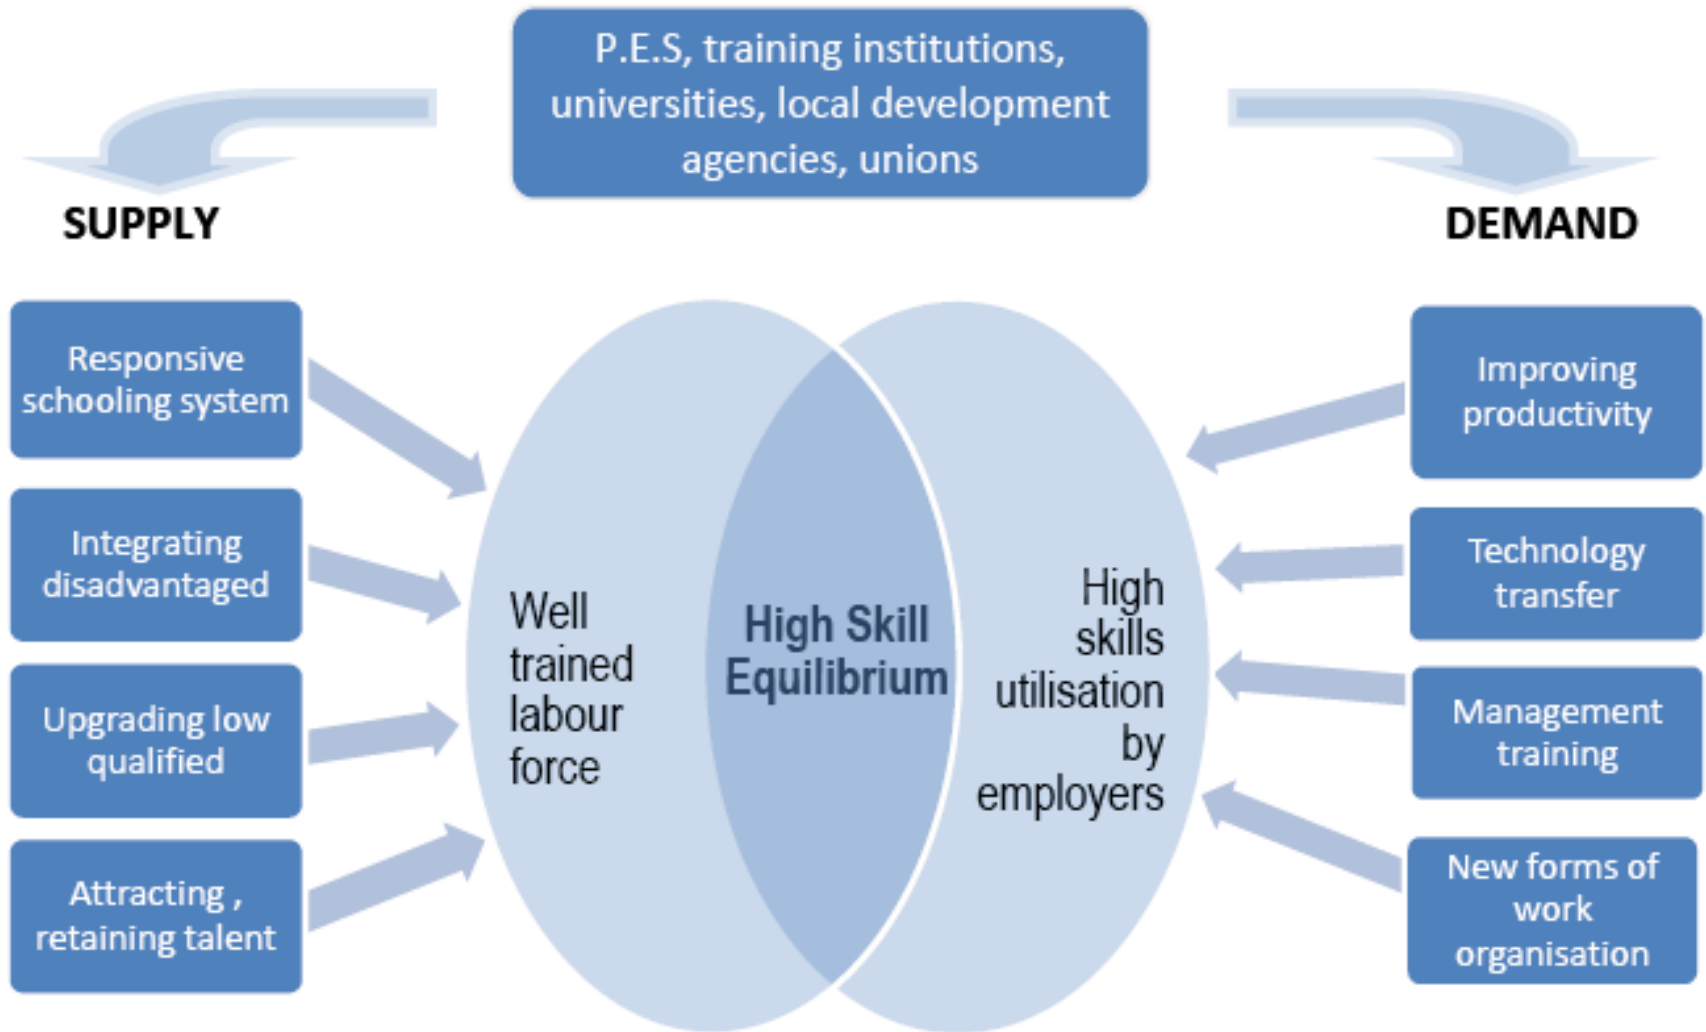 P.E.S, training institutions,
universities, local development
agencies, unions
SUPPLY
DEMAND
Responsive
schooling system
Integrating
disadvantaged
Upgrading low
qualified
Attracting ,
retaining talent
Well
trained
labour
force
High Skill
Equilibrium
High
skills
utilisation
by
employers
Improving
productivity
Technology
transfer
Management
training
New forms of
work
organisation